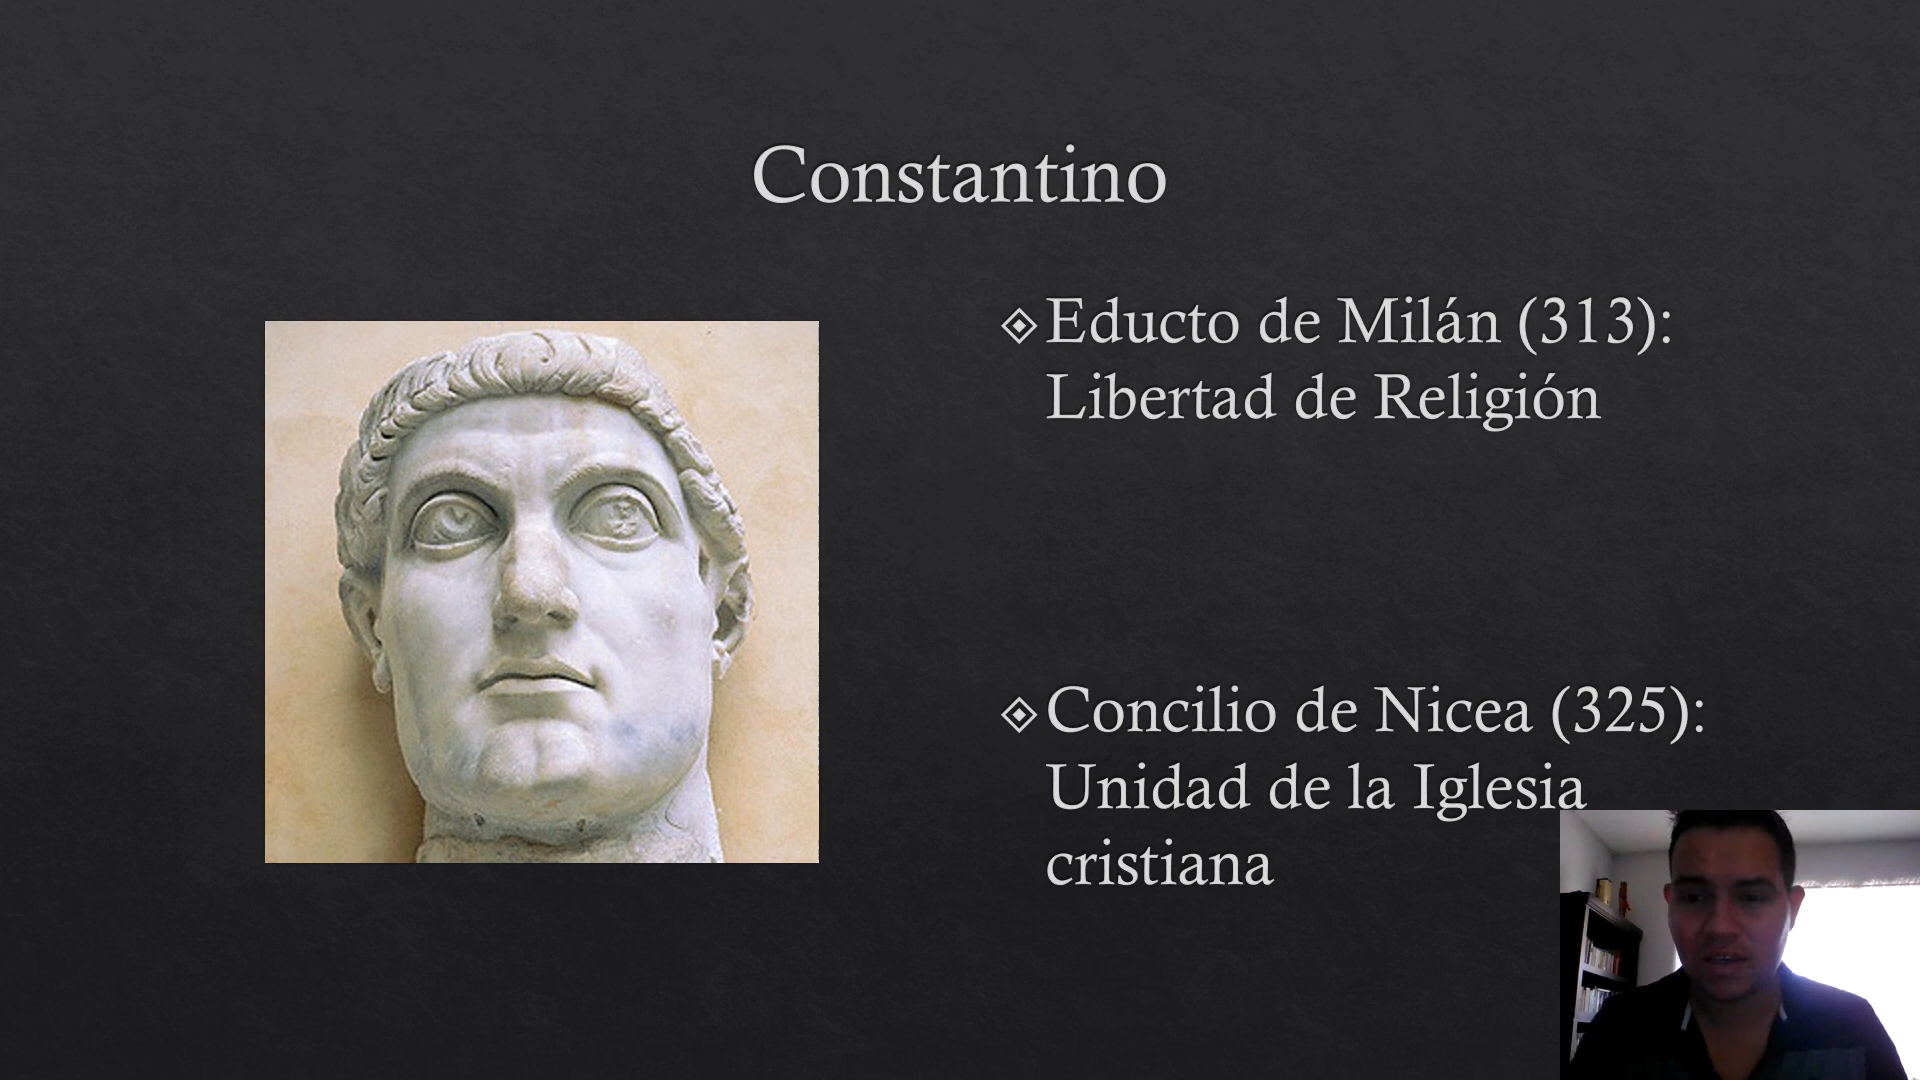 Constantino
Educto de Milán (313):
Libertad de Religión
Concilio de Nicea (325):
Unidad de la Iglesia
cristiana